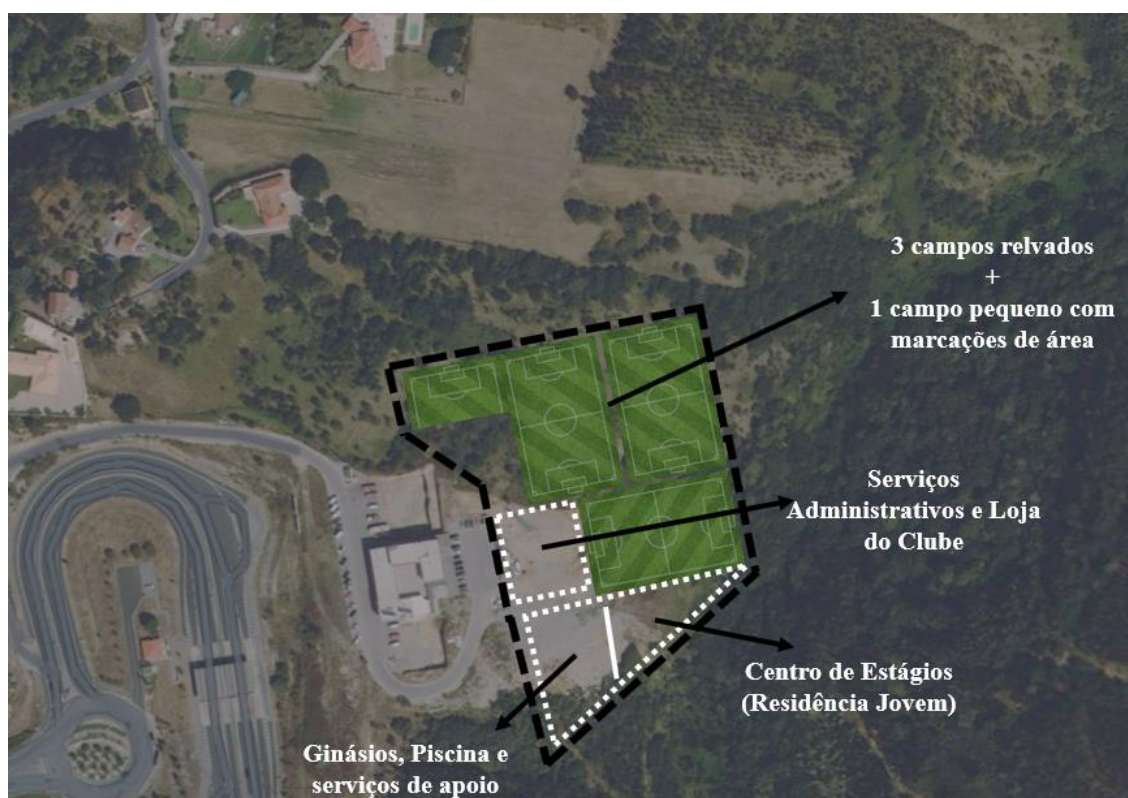 3 campos relvados
+
1 campo pequeno com
marcações de área
Serviços
Administrativos e Loja
do Clube
Centro de Estágios
(Residência Jovem)
Ginásios, Piscina e
serviços de apoio